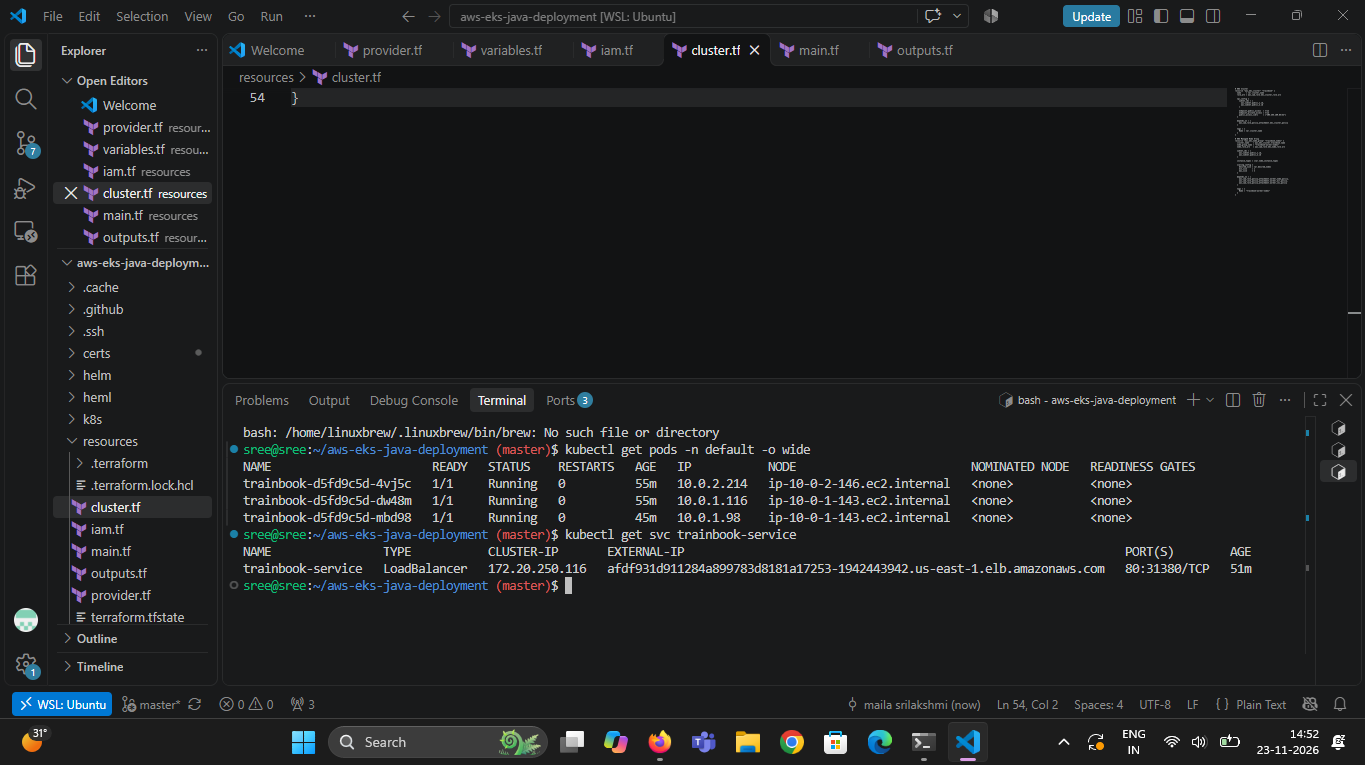 File Edit Selection View Go Run ··· aws-eks-java-deployment [WSL: Ubuntu] Update
Explorer ···
Welcome provider.tf variables.tf iam.tf cluster.tf main.tf outputs.tf
resources > cluster.tf
54 }
Open Editors
Welcome
provider.tf resour...
variables.tf resou...
iam.tf resources
cluster.tf resources
main.tf resources
outputs.tf resour...
aws-eks-java-deploym...
.cache
.github
.ssh
certs
helm
heml
k8s
resources
.terraform
.terraform.lock.hcl
cluster.tf
iam.tf
main.tf
outputs.tf
provider.tf
terraform.tfstate
Outline
Timeline
7
1
Problems Output Debug Console Terminal Ports 3 bash - aws-eks-java-deployment
bash: /home/linuxbrew/.linuxbrew/bin/brew: No such file or directory
sree@sree:~/aws-eks-java-deployment (master)$ kubectl get pods -n default -o wide
NAME READY STATUS RESTARTS AGE IP NODE NOMINATED NODE READINESS GATES
trainbook-d5fd9c5d-4vj5c 1/1 Running 0 55m 10.0.2.214 ip-10-0-2-146.ec2.internal <none> <none>
trainbook-d5fd9c5d-dw48m 1/1 Running 0 55m 10.0.1.116 ip-10-0-1-143.ec2.internal <none> <none>
trainbook-d5fd9c5d-mbd98 1/1 Running 0 45m 10.0.1.98 ip-10-0-1-143.ec2.internal <none> <none>
sree@sree:~/aws-eks-java-deployment (master)$ kubectl get svc trainbook-service
NAME TYPE CLUSTER-IP EXTERNAL-IP PORT(S) AGE
trainbook-service LoadBalancer 172.20.250.116 afdf931d911284a899783d8181a17253-1942443942.us-east-1.elb.amazonaws.com 80:31380/TCP 51m
sree@sree:~/aws-eks-java-deployment (master)$
WSL: Ubuntu master* 0 0 3 maila srilakshmi (now) Ln 54, Col 2 Spaces: 4 UTF-8 LF { } Plain Text
31° Search ENG IN 14:52 23-11-2026